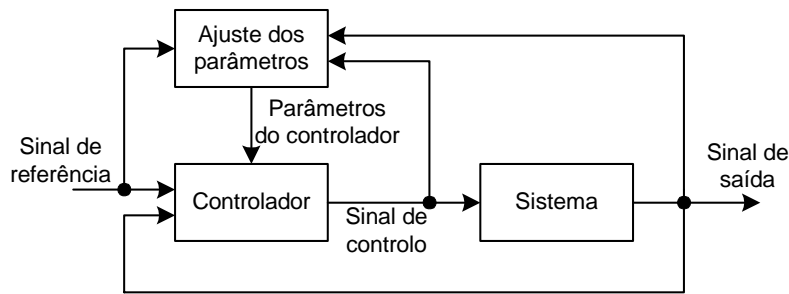 Ajuste dos
parâmetros
Parâmetros
do controlador
Sinal de
referência
Controlador
Sinal de
controlo
Sistema
Sinal de
saída